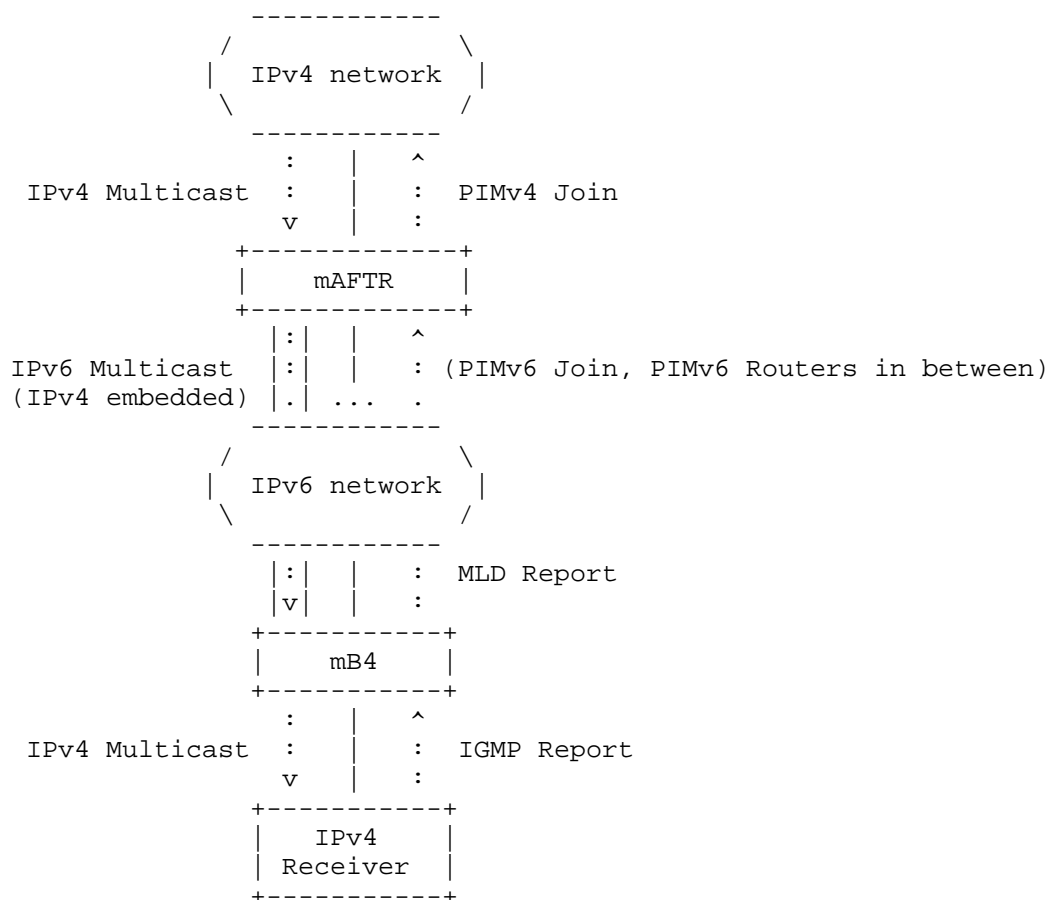 IPv4 network
IPv4 Multicast : | : PIMv4 Join
mAFTR
IPv6 Multicast |:| | : (PIMv6 Join, PIMv6 Routers in between)
(IPv4 embedded) |.| ... .
IPv6 network
|:| | : MLD Report
|v| | :
mB4
IPv4 Multicast : | : IGMP Report
v | :
IPv4
Receiver